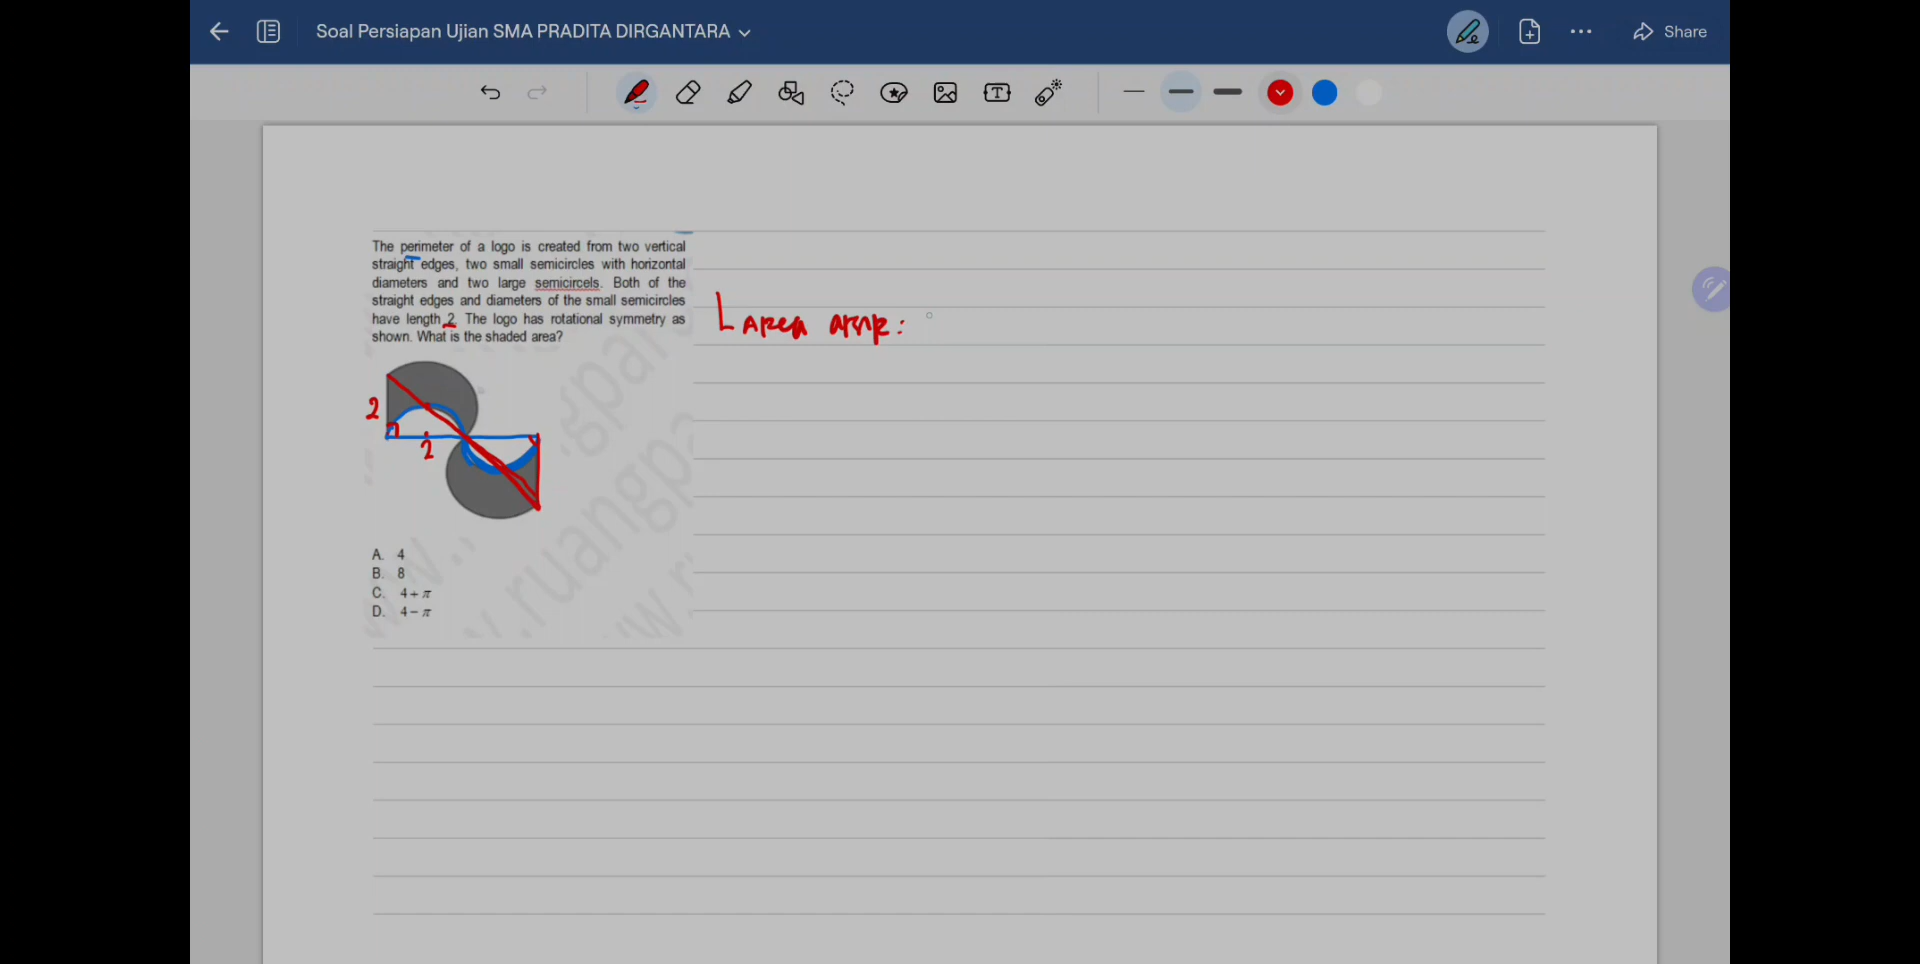 Soal Persiapan Ujian SMA PRADITA DIRGANTARA
Share
The perimeter of a logo is created from two vertical
straight edges, two small semicircles with horizontal
diameters and two large semicircels. Both of the
straight edges and diameters of the small semicircles
have length 2. The logo has rotational symmetry as
shown. What is the shaded area?
L Area
2
2
A. 4
B. 8
C. 4 + π
D. 4 − π
www.ruangpara
www.r